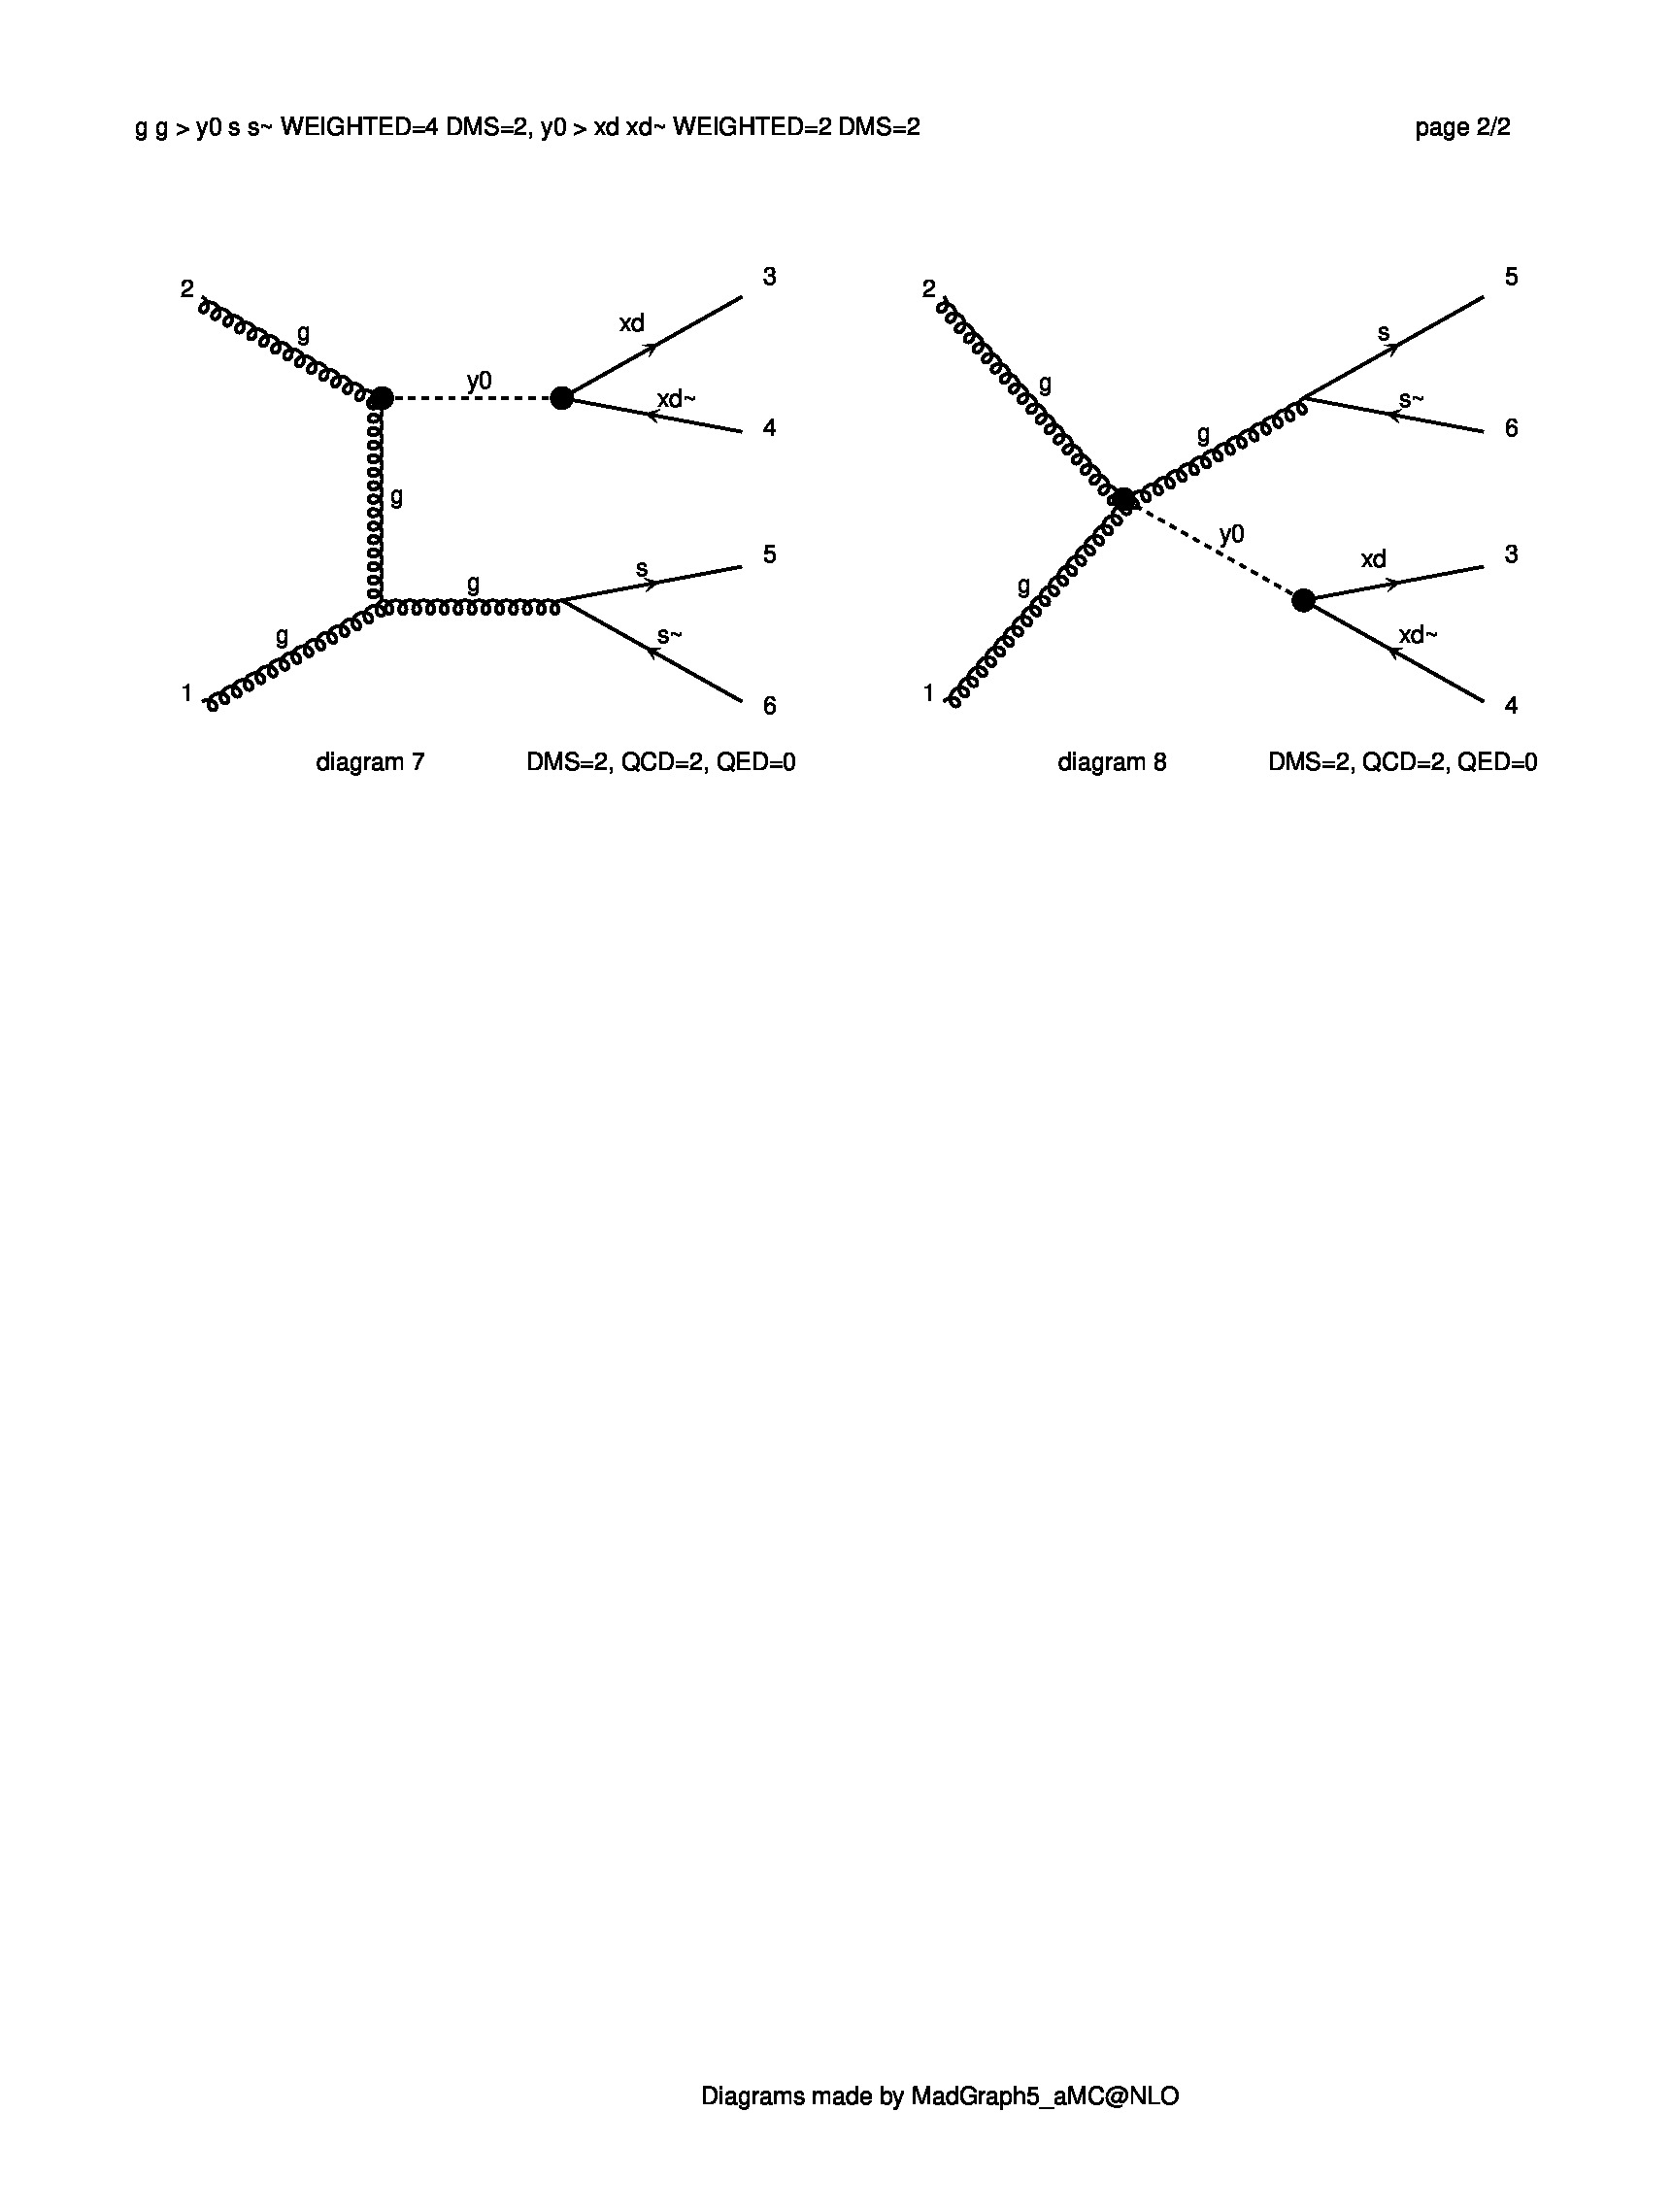 g g > y0 s s~ WEIGHTED=4 DMS=2, y0 > xd xd~ WEIGHTED=2 DMS=2 page 2/2
2 g y0 xd 3
xd~ 4
g
g s 5
g s~
1 6
diagram 7 DMS=2, QCD=2, QED=0
2 g g s 5
s~ 6
y0 xd 3
g xd~
1 4
diagram 8 DMS=2, QCD=2, QED=0
Diagrams made by MadGraph5_aMC@NLO